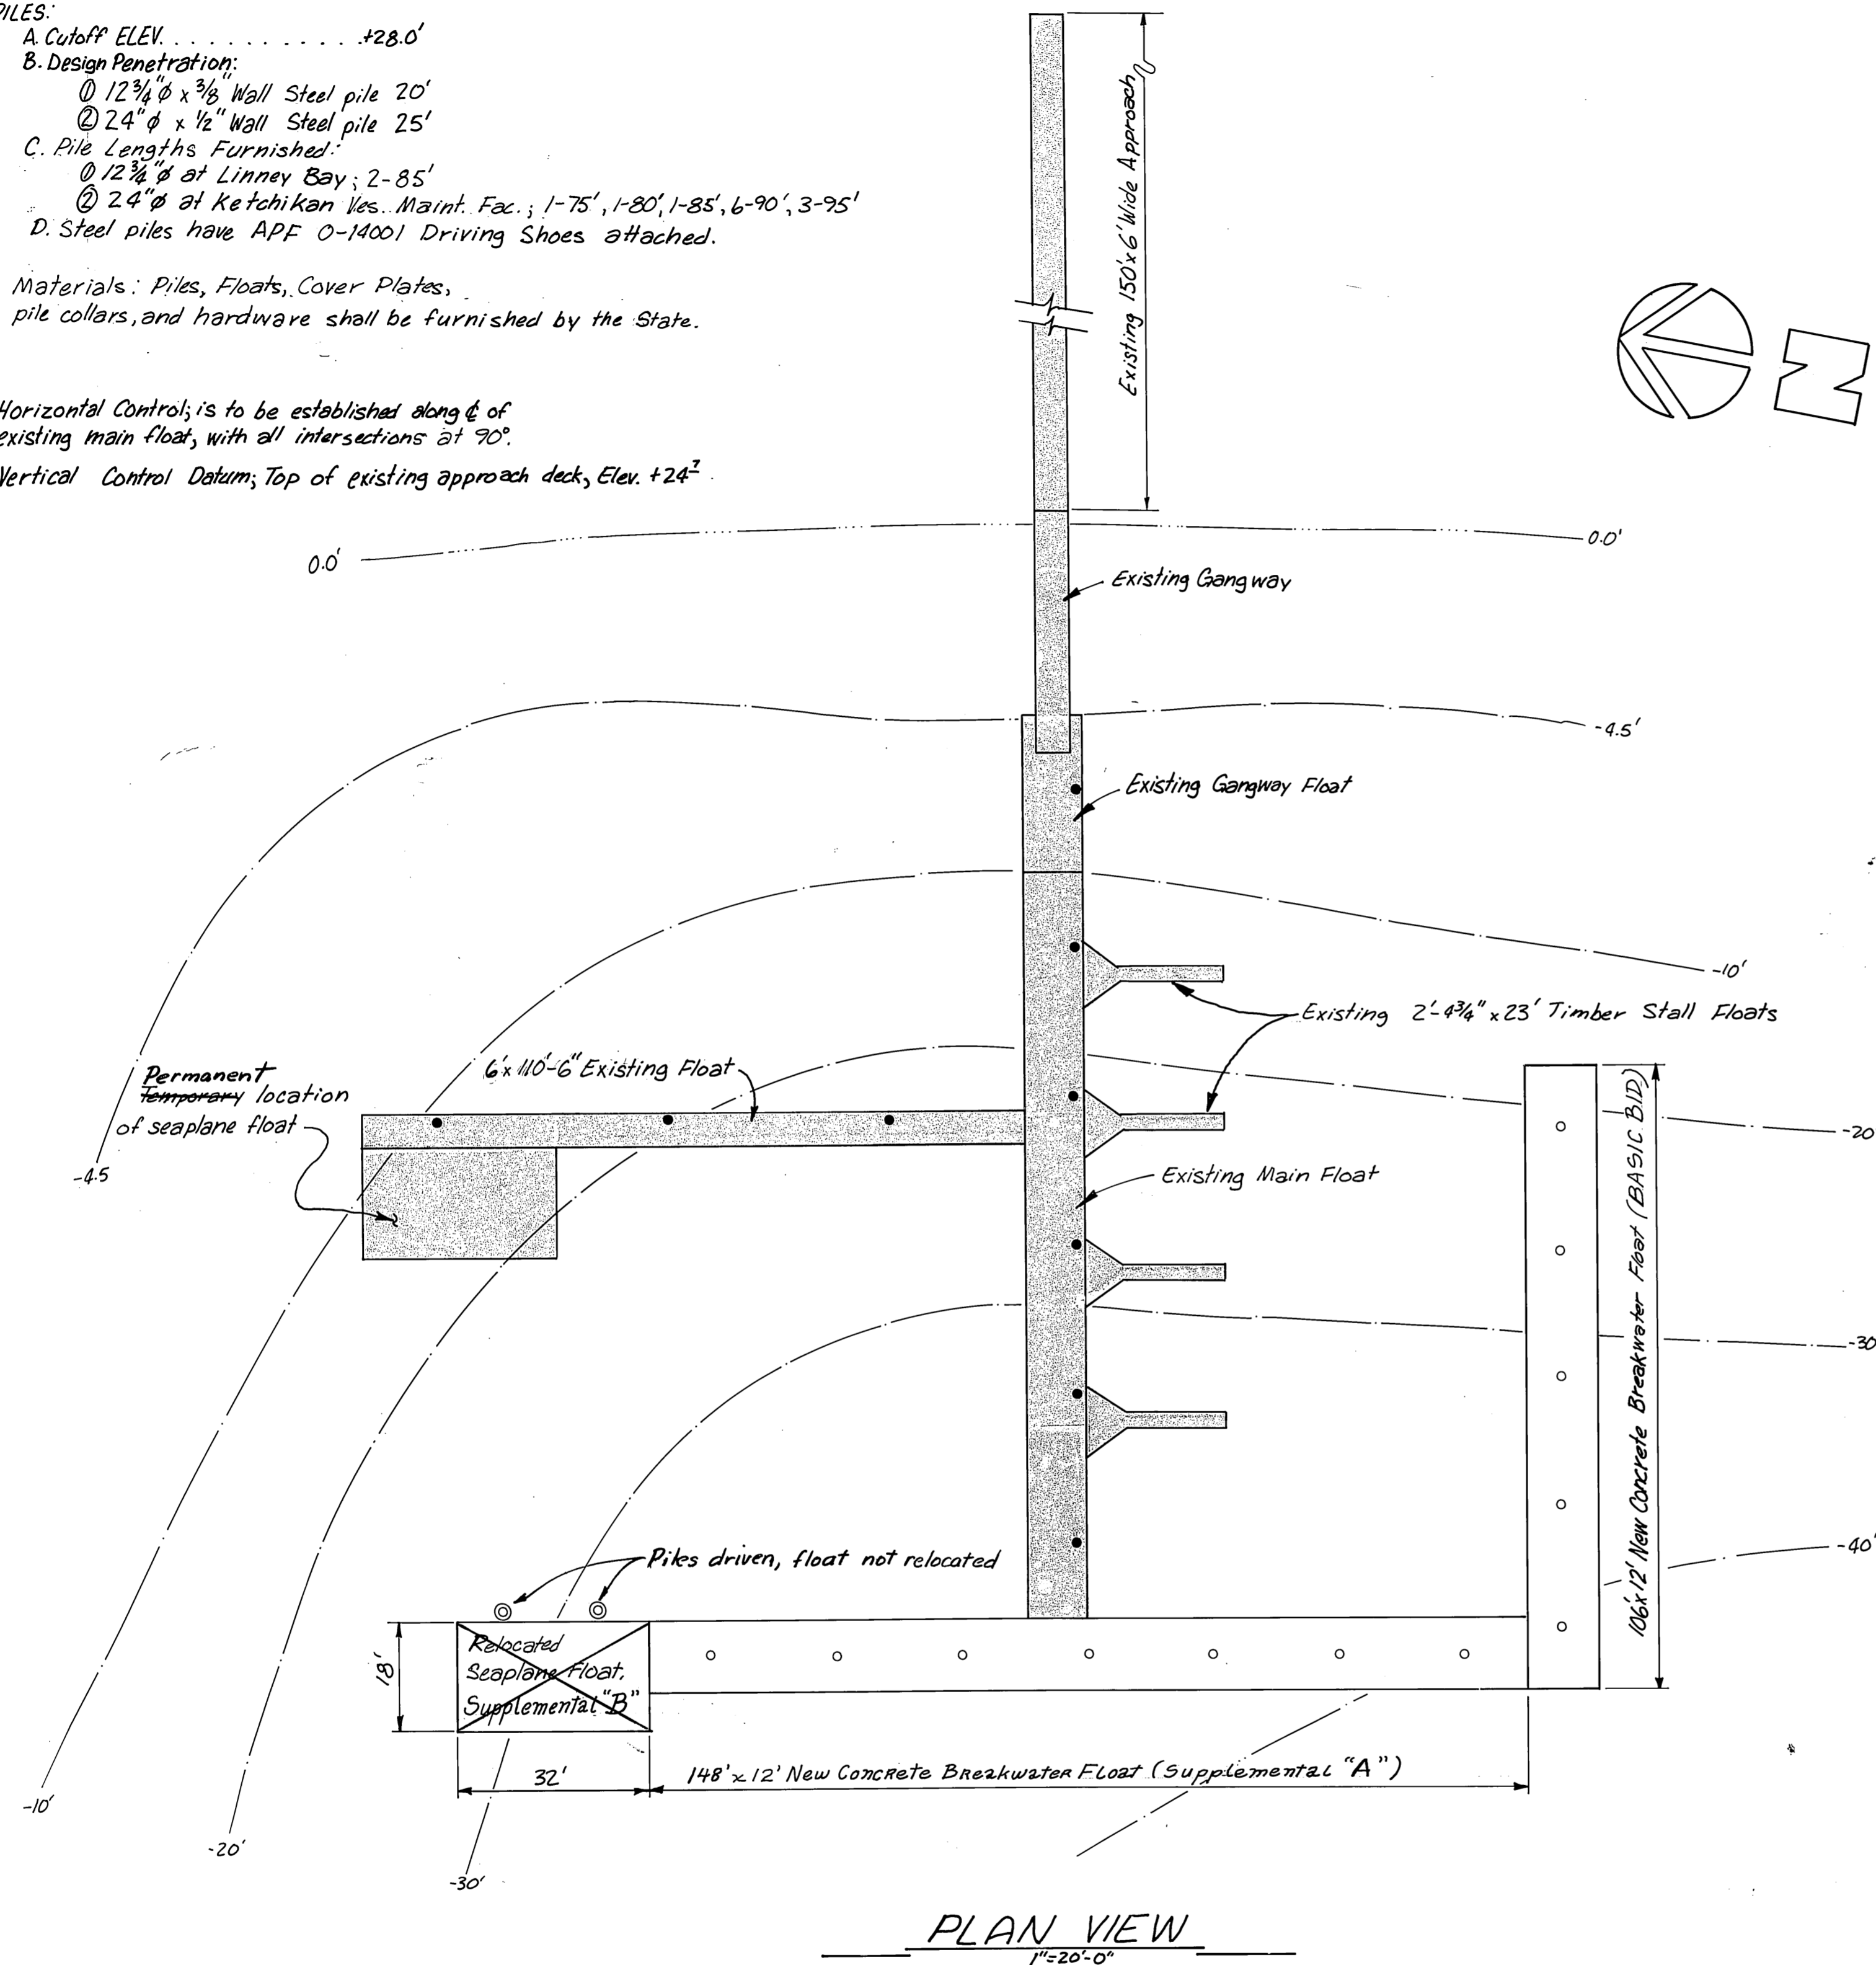 PILES:
A. Cutoff ELEV. . . . . . . . . . . . . +28.0'
B. Design Penetration:
① 12 3/4"ϕ x 3/8" Wall Steel pile 20'
② 24"ϕ x 1/2" Wall Steel pile 25'
C. Pile Lengths Furnished:
① 12 3/4"ϕ at Linney Bay; 2-85'
② 24"ϕ at Ketchikan Ves. Maint. Fac.; 1-75', 1-80', 1-85', 6-90', 3-95'
D. Steel piles have APF O-14001 Driving Shoes attached.
Materials: Piles, Floats, Cover Plates,
pile collars, and hardware shall be furnished by the State.
Horizontal Control; is to be established along ℄ of
existing main float, with all intersections at 90°.
Vertical Control Datum; Top of existing approach deck, Elev. +24⁷
Existing 150'x6' Wide Approach
N
0.0'
0.0'
Existing Gangway
-4.5'
Existing Gangway Float
-10'
Existing 2'-4 3/4" x 23' Timber Stall Floats
6'x 110'-6" Existing Float
Permanent
Temporary location
of seaplane float
-4.5
-20
Existing Main Float
106'x 12' New Concrete Breakwater Float (BASIC BID)
-30
-40'
Piles driven, float not relocated
18'
Relocated
Seaplane Float,
Supplemental "B"
32'
148' x 12' New Concrete Breakwater Float (Supplemental "A")
-10'
-20'
-30'
PLAN VIEW
1"=20'-0"